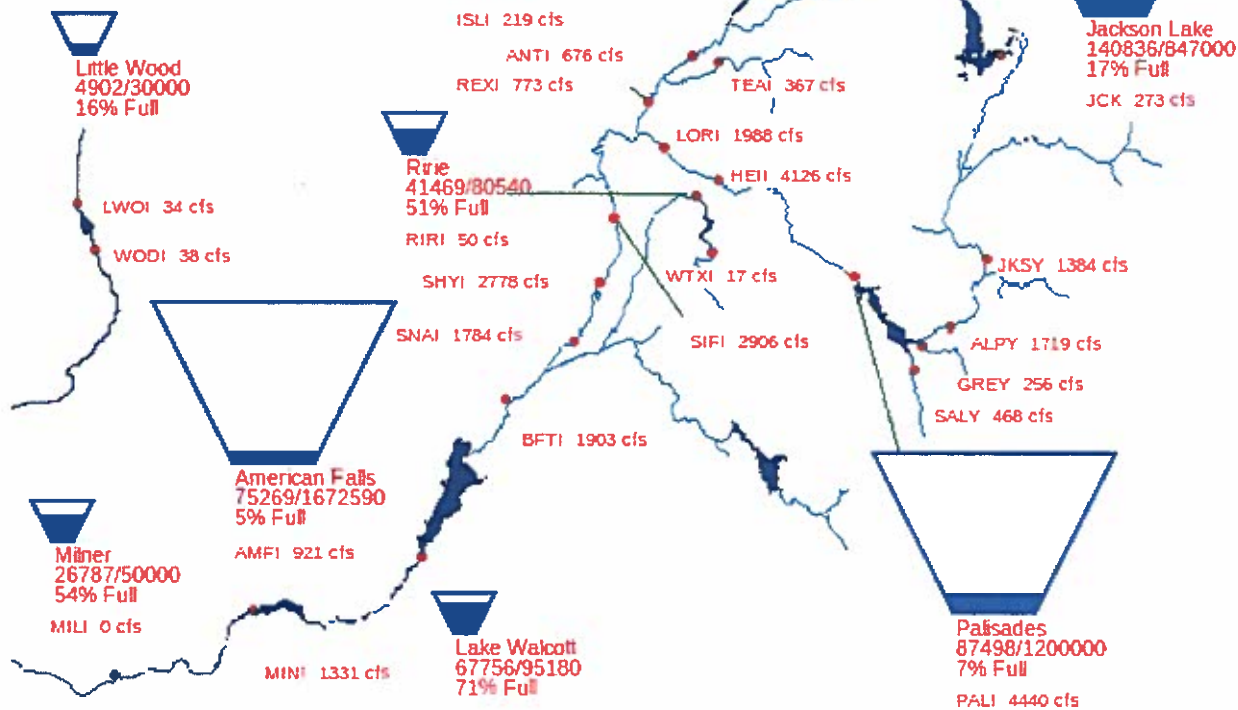 ISLI 219 cfs
ANTI 676 cfs
REXI 773 cfs
TEAI 367 cfs
Jackson Lake
140836/847000
17% Full
JCK 273 cfs
Little Wood
4902/30000
16% Full
LORI 1988 cfs
HEII 4126 cfs
Ririe
41469/80540
51% Full
RIRI 50 cfs
LWOI 34 cfs
WODI 38 cfs
SHYI 2778 cfs
WTXI 17 cfs
JKSY 1384 cfs
SNAI 1784 cfs
SIFI 2906 cfs
ALPY 1719 cfs
GREY 256 cfs
SALY 468 cfs
BFTI 1903 cfs
American Falls
75269/1672590
5% Full
AMFI 921 cfs
Milner
26787/50000
54% Full
MILI 0 cfs
MINI 1331 cfs
Lake Walcott
67756/95180
71% Full
Palisades
87498/1200000
7% Full
PALI 4440 cfs